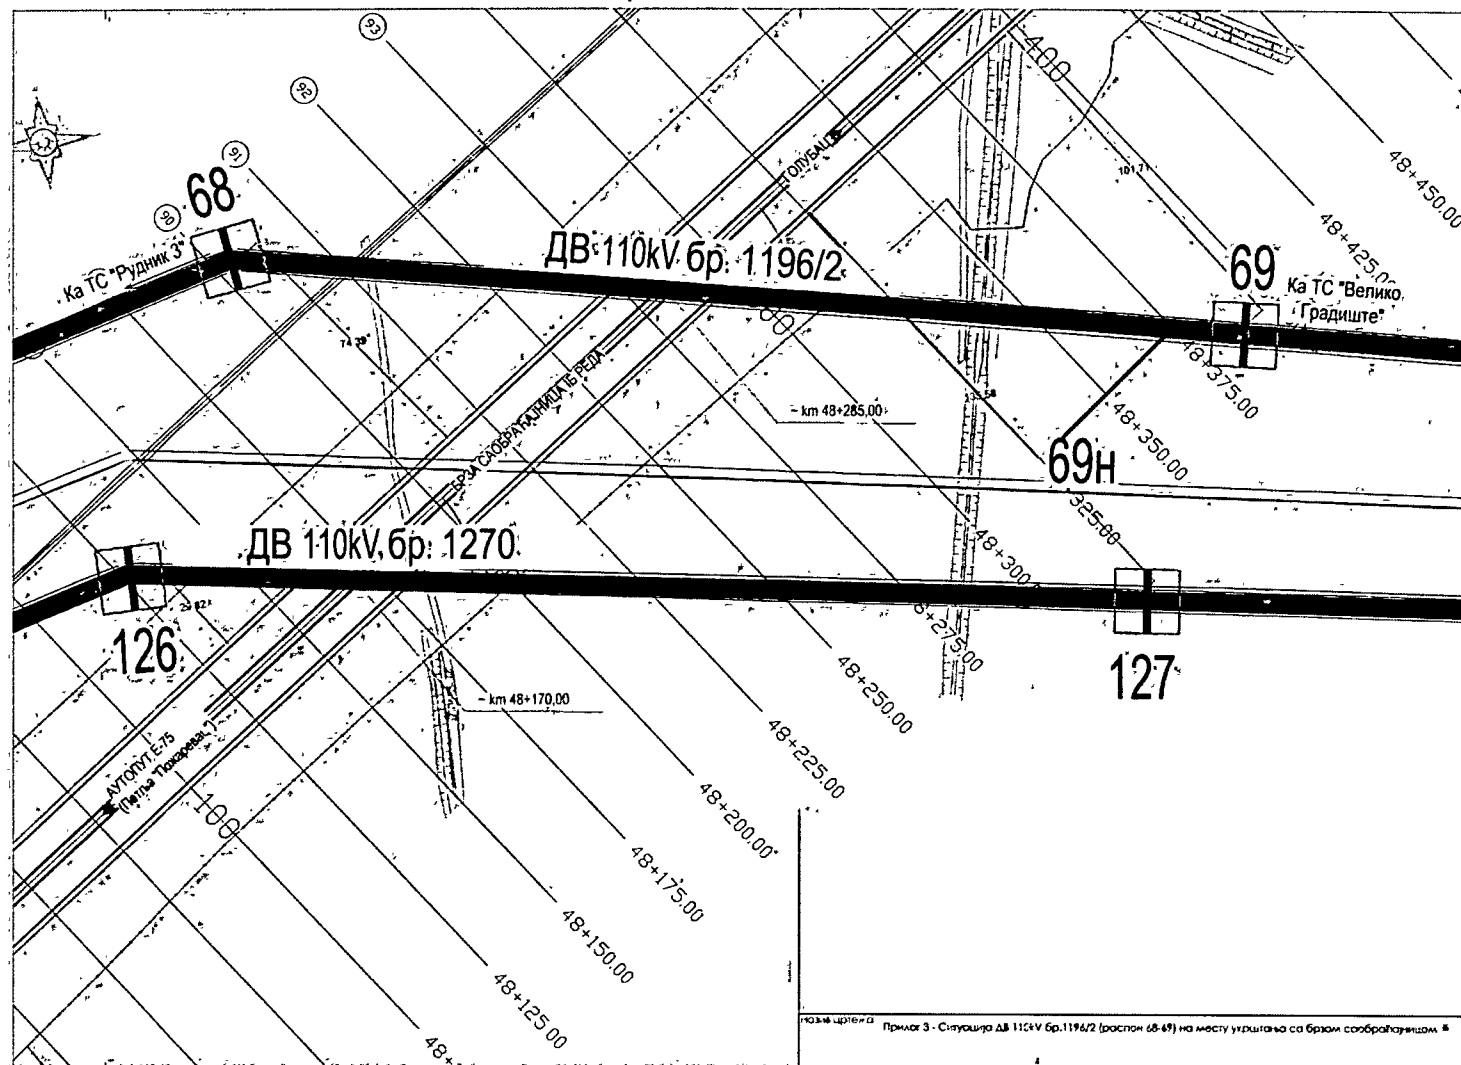 93
92
91
90
68
400
ГОЛУБАЦ
101,71
48+450.00
48+425.00
Ка ТС "Рудник 3"
ДВ 110kV бр. 1196/2
69
Ка ТС "Велико
Градиште"
74,39
БРЗА САОБРАЋАЈНИЦА IБ РЕДА
~ km 48+285,00
48+375.00
48+350.00
69н
325.00
ДВ 110kV бр. 1270
48+300
48+275.00
126
127
~ km 48+170,00
48+250.00
48+225.00
АУТОПУТ Е-75
(Петља "Пожаревац")
100
48+200.00
48+175.00
48+150.00
48+125.00
48+
Прилог 3 - Ситуација ДВ 110kV бр.1196/2 (распон 68-69) на месту укрштања са брзом саобраћајницом